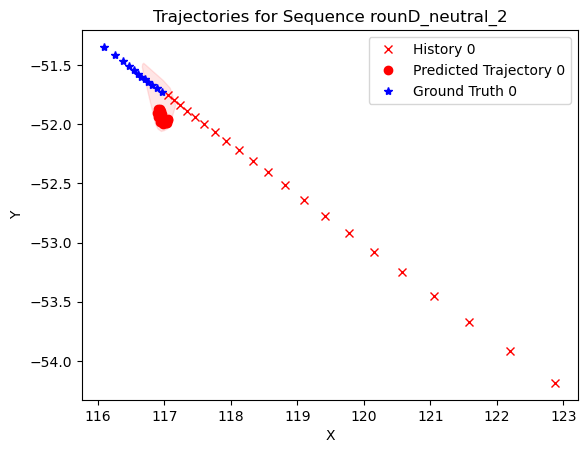 Trajectories for Sequence rounD_neutral_2
History 0
Predicted Trajectory 0
Ground Truth 0
−51.5
−52.0
−52.5
−53.0
−53.5
−54.0
Y
116 117 118 119 120 121 122 123
X